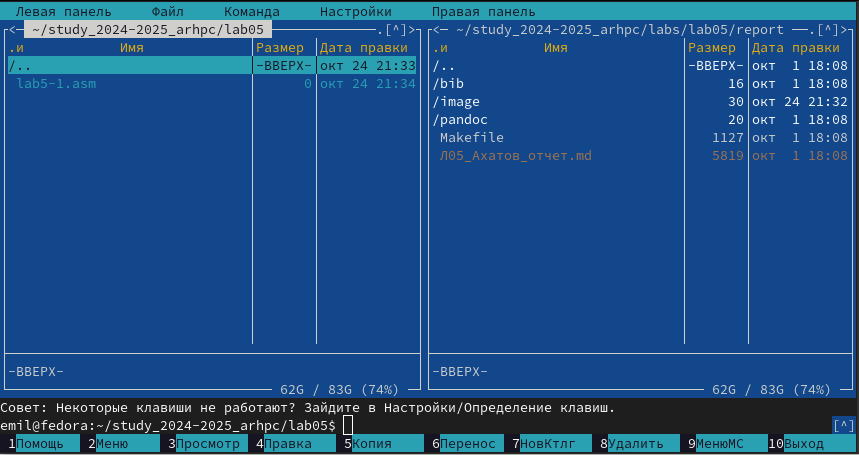 Левая панель Файл Команда Настройки Правая панель
<─ ~/study_2024-2025_arhpc/lab05 ─.[^]>
.и Имя Размер Дата правки
/.. -ВВЕРХ- окт 24 21:33
lab5-1.asm 0 окт 24 21:34
-ВВЕРХ-
62G / 83G (74%)
<─ ~/study_2024-2025_arhpc/labs/lab05/report ─.[^]>
.и Имя Размер Дата правки
/.. -ВВЕРХ- окт 1 18:08
/bib 16 окт 1 18:08
/image 30 окт 24 21:32
/pandoc 20 окт 1 18:08
Makefile 1127 окт 1 18:08
Л05_Ахатов_отчет.md 5819 окт 1 18:08
-ВВЕРХ-
62G / 83G (74%)
Совет: Некоторые клавиши не работают? Зайдите в Настройки/Определение клавиш.
emil@fedora:~/study_2024-2025_arhpc/lab05$ [^]
1Помощь 2Меню 3Просмотр 4Правка 5Копия 6Перенос 7НовКтлг 8Удалить 9МенюМС 10Выход